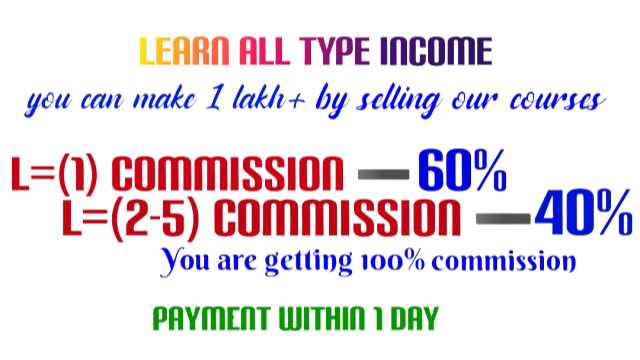 LEARN ALL TYPE INCOME
you can make 1 lakh+ by selling our courses
L=(1) COMMISSION — 60%
L=(2-5) COMMISSION — 40%
You are getting 100% commission
PAYMENT WITHIN 1 DAY